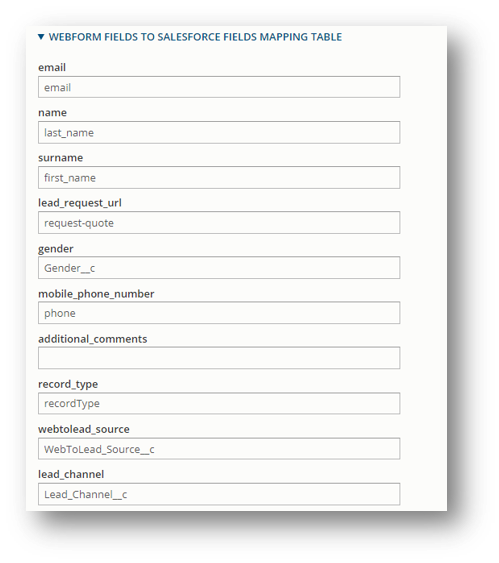 ▼ WEBFORM FIELDS TO SALESFORCE FIELDS MAPPING TABLE
email
email
name
last_name
surname
first_name
lead_request_url
request-quote
gender
Gender__c
mobile_phone_number
phone
additional_comments
record_type
recordType
webtolead_source
WebToLead_Source__c
lead_channel
Lead_Channel__c